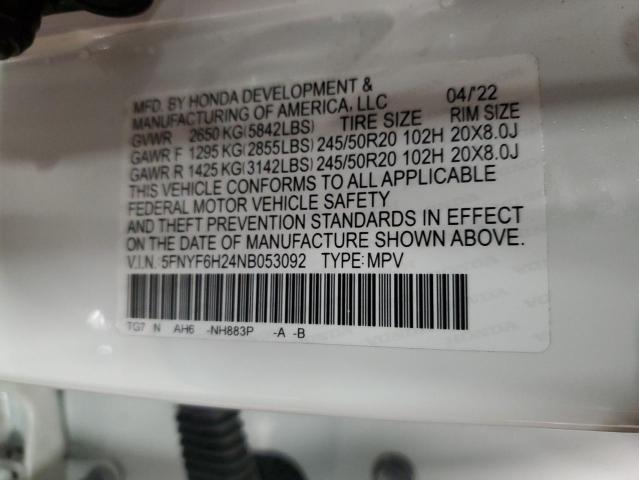 MFD. BY HONDA DEVELOPMENT &
MANUFACTURING OF AMERICA, LLC 04/'22
GVWR 2650 KG(5842LBS) TIRE SIZE RIM SIZE
GAWR F 1295 KG(2855LBS) 245/50R20 102H 20X8.0J
GAWR R 1425 KG(3142LBS) 245/50R20 102H 20X8.0J
THIS VEHICLE CONFORMS TO ALL APPLICABLE
FEDERAL MOTOR VEHICLE SAFETY
AND THEFT PREVENTION STANDARDS IN EFFECT
ON THE DATE OF MANUFACTURE SHOWN ABOVE.
V.I.N.: 5FNYF6H24NB053092 TYPE: MPV
TG7 N AH6 -NH883P -A -B